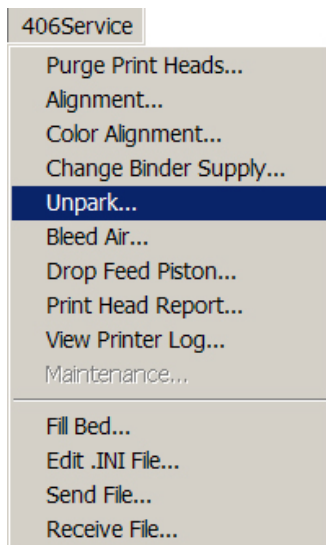 406Service
Purge Print Heads...
Alignment...
Color Alignment...
Change Binder Supply...
Unpark...
Bleed Air...
Drop Feed Piston...
Print Head Report...
View Printer Log...
Maintenance...
Fill Bed...
Edit .INI File...
Send File...
Receive File...